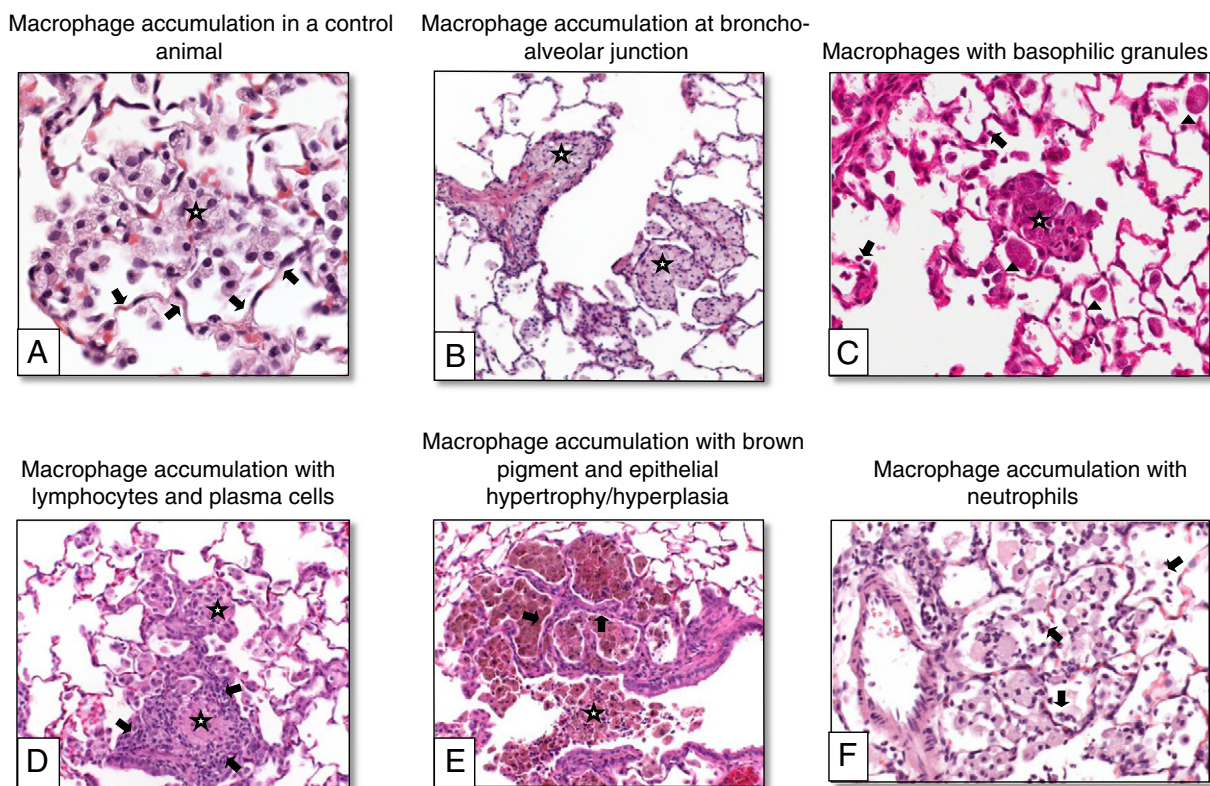 Macrophage accumulation in a control
animal
Macrophage accumulation at broncho-
alveolar junction
Macrophages with basophilic granules
A
B
C
Macrophage accumulation with
lymphocytes and plasma cells
Macrophage accumulation with brown
pigment and epithelial
hypertrophy/hyperplasia
Macrophage accumulation with
neutrophils
D
E
F